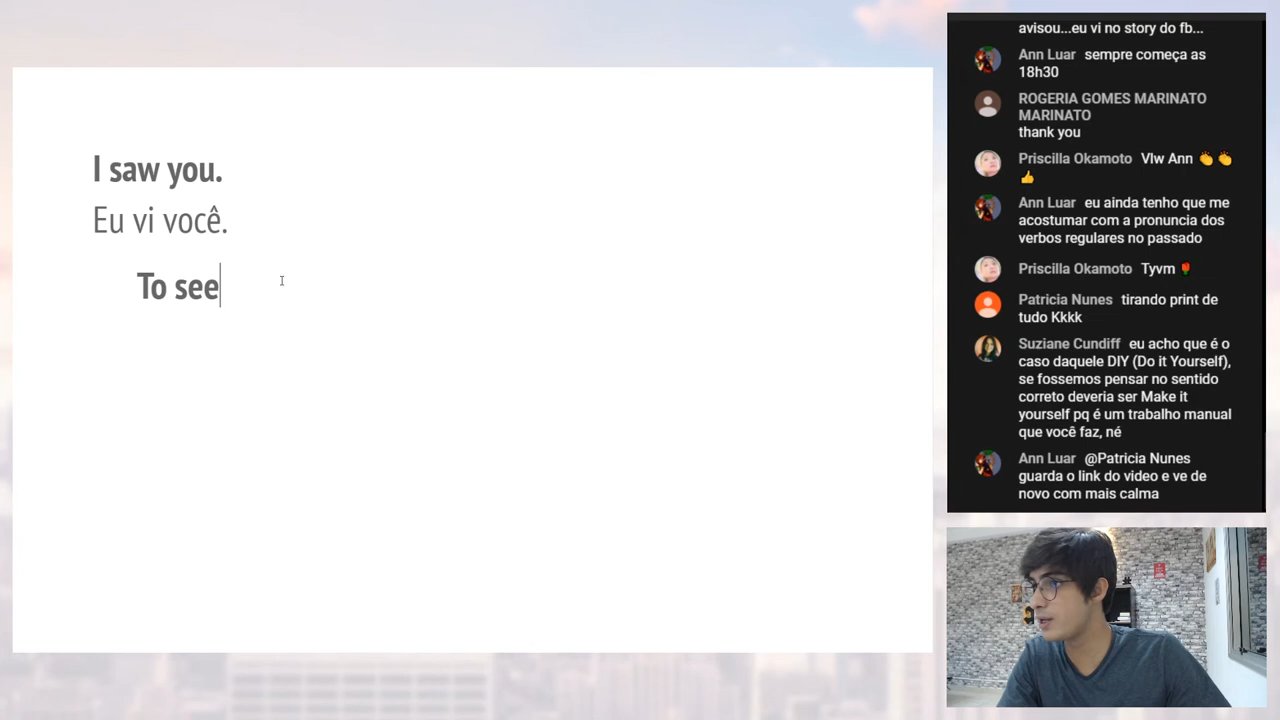 I saw you.
Eu vi você.
To see
avisou...eu vi no story do fb...
Ann Luar sempre começa as
18h30
ROGERIA GOMES MARINATO
MARINATO
thank you
Priscilla Okamoto Vlw Ann 👏👏
👍
Ann Luar eu ainda tenho que me
acostumar com a pronuncia dos
verbos regulares no passado
Priscilla Okamoto Tyvm 🌹
Patricia Nunes tirando print de
tudo Kkkk
Suziane Cundiff eu acho que é o
caso daquele DIY (Do it Yourself),
se fossemos pensar no sentido
correto deveria ser Make it
yourself pq é um trabalho manual
que você faz, né
Ann Luar @Patricia Nunes
guarda o link do video e ve de
novo com mais calma